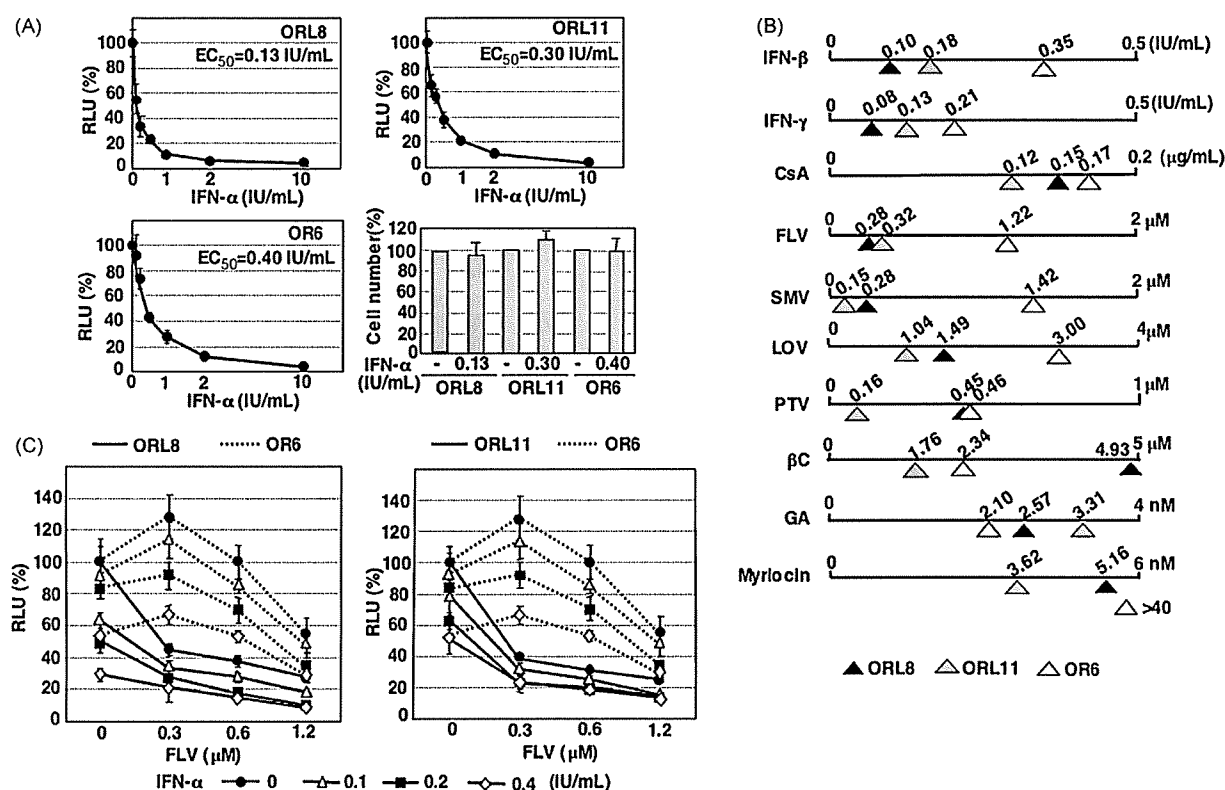 (A)
ORL8
EC50=0.13 IU/mL
RLU (%)
100
80
60
40
20
0
0 1 2 10
IFN-α (IU/mL)
ORL11
EC50=0.30 IU/mL
RLU (%)
100
80
60
40
20
0
0 1 2 10
IFN-α (IU/mL)
OR6
EC50=0.40 IU/mL
RLU (%)
100
80
60
40
20
0
0 1 2 10
IFN-α (IU/mL)
Cell number(%)
120
100
80
60
40
20
0
IFN-α - 0.13 - 0.30 - 0.40
(IU/mL) ORL8 ORL11 OR6
(B)
IFN-β 0 0.10 0.18 0.35 0.5 (IU/mL)
IFN-γ 0 0.08 0.13 0.21 0.5 (IU/mL)
CsA 0 0.12 0.15 0.17 0.2 (µg/mL)
FLV 0 0.28 0.32 1.22 2 µM
SMV 0 0.15 0.28 1.42 2 µM
LOV 0 1.04 1.49 3.00 4 µM
PTV 0 0.16 0.45 0.46 1 µM
βC 0 1.76 2.34 4.93 5 µM
GA 0 2.10 2.57 3.31 4 nM
Myriocin 0 3.62 5.16 6 nM
>40
ORL8 ORL11 OR6
(C)
ORL8 OR6
RLU (%)
140
120
100
80
60
40
20
0
0 0.3 0.6 1.2
FLV (µM)
ORL11 OR6
RLU (%)
140
120
100
80
60
40
20
0
0 0.3 0.6 1.2
FLV (µM)
IFN-α 0 0.1 0.2 0.4 (IU/mL)